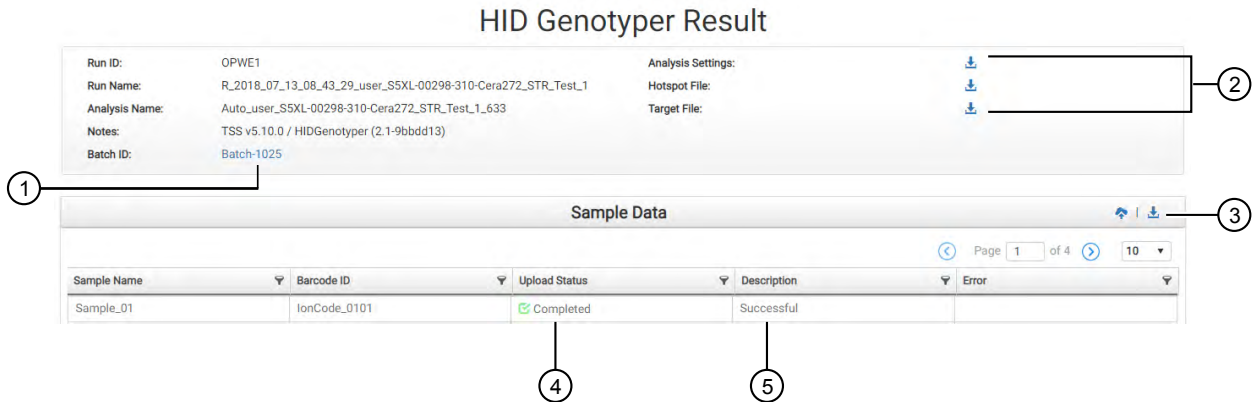 HID Genotyper Result
Run ID: OPWE1 Analysis Settings:
Run Name: R_2018_07_13_08_43_29_user_S5XL-00298-310-Cera272_STR_Test_1 Hotspot File:
Analysis Name: Auto_user_S5XL-00298-310-Cera272_STR_Test_1_633 Target File:
Notes: TSS v5.10.0 / HIDGenotyper (2.1-9bbdd13)
Batch ID: Batch-1025
2
1
Sample Data
3
Page 1 of 4 10
Sample Name Barcode ID Upload Status Description Error
Sample_01 IonCode_0101 Completed Successful
4 5